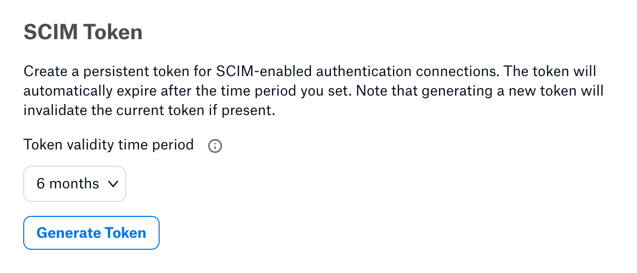 SCIM Token
Create a persistent token for SCIM-enabled authentication connections. The token will
automatically expire after the time period you set. Note that generating a new token will
invalidate the current token if present.
Token validity time period
6 months
Generate Token